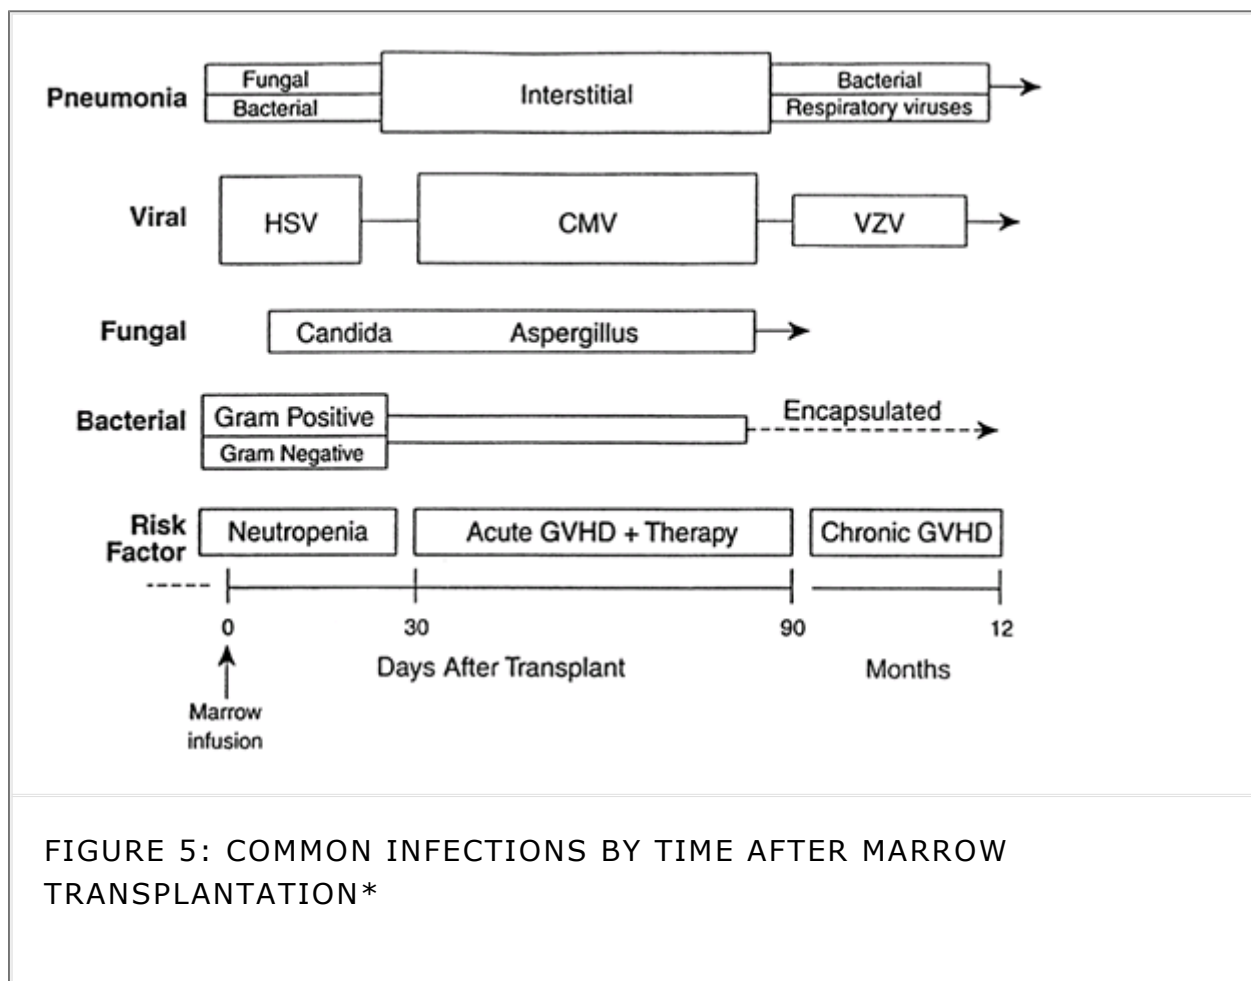 Pneumonia
Fungal
Bacterial
Interstitial
Bacterial
Respiratory viruses
Viral
HSV
CMV
VZV
Fungal
Candida
Aspergillus
Bacterial
Gram Positive
Gram Negative
Encapsulated
Risk
Factor
Neutropenia
Acute GVHD + Therapy
Chronic GVHD
0
30
90
12
Days After Transplant
Months
Marrow
infusion
FIGURE 5: COMMON INFECTIONS BY TIME AFTER MARROW
TRANSPLANTATION*